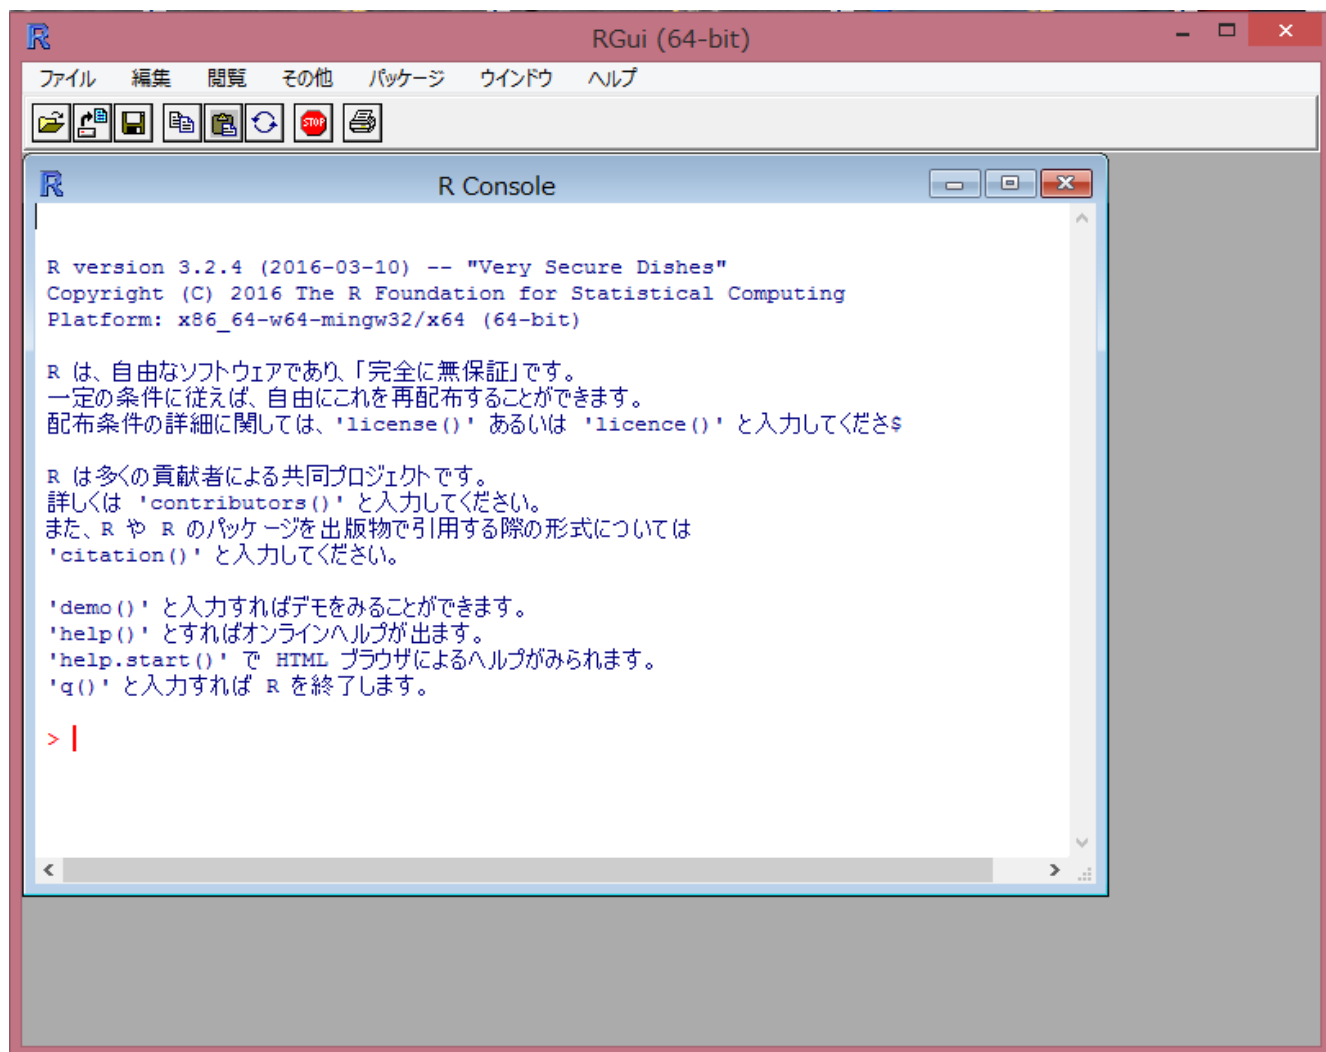 RGui (64-bit)
ファイル 編集 閲覧 その他 パッケージ ウインドウ ヘルプ
STOP
R Console
R version 3.2.4 (2016-03-10) -- "Very Secure Dishes"
Copyright (C) 2016 The R Foundation for Statistical Computing
Platform: x86_64-w64-mingw32/x64 (64-bit)
R は、自由なソフトウェアであり、「完全に無保証」です。
一定の条件に従えば、自由にこれを再配布することができます。
配布条件の詳細に関しては、'license()' あるいは 'licence()' と入力してくださ$
R は多くの貢献者による共同プロジェクトです。
詳しくは 'contributors()' と入力してください。
また、R や R のパッケージを出版物で引用する際の形式については
'citation()' と入力してください。
'demo()' と入力すればデモをみることができます。
'help()' とすればオンラインヘルプが出ます。
'help.start()' で HTML ブラウザによるヘルプがみられます。
'q()' と入力すれば R を終了します。
>